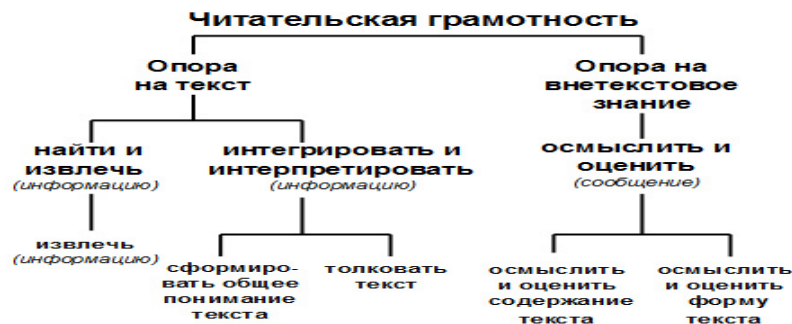 Читательская грамотность
Опора
на текст
Опора на
внетекстовое
знание
найти и
извлечь
(информацию)
интегрировать и
интерпретировать
(информацию)
осмыслить и
оценить
(сообщение)
извлечь
(информацию)
сформиро-
вать общее
понимание
текста
толковать
текст
осмыслить
и оценить
содержание
текста
осмыслить
и оценить
форму
текста